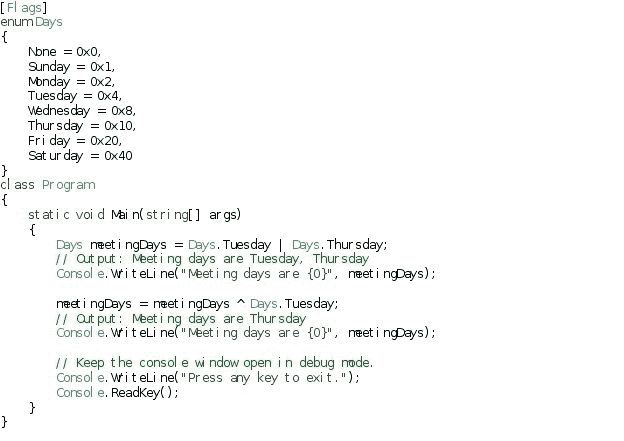 [Flags]
enum Days
{
    None = 0x0,
    Sunday = 0x1,
    Monday = 0x2,
    Tuesday = 0x4,
    Wednesday = 0x8,
    Thursday = 0x10,
    Friday = 0x20,
    Saturday = 0x40
}
class Program
{
    static void Main(string[] args)
    {
        Days meetingDays = Days.Tuesday | Days.Thursday;
        // Output: Meeting days are Tuesday, Thursday
        Console.WriteLine("Meeting days are {0}", meetingDays);

        meetingDays = meetingDays ^ Days.Tuesday;
        // Output: Meeting days are Thursday
        Console.WriteLine("Meeting days are {0}", meetingDays);

        // Keep the console window open in debug mode.
        Console.WriteLine("Press any key to exit.");
        Console.ReadKey();
    }
}